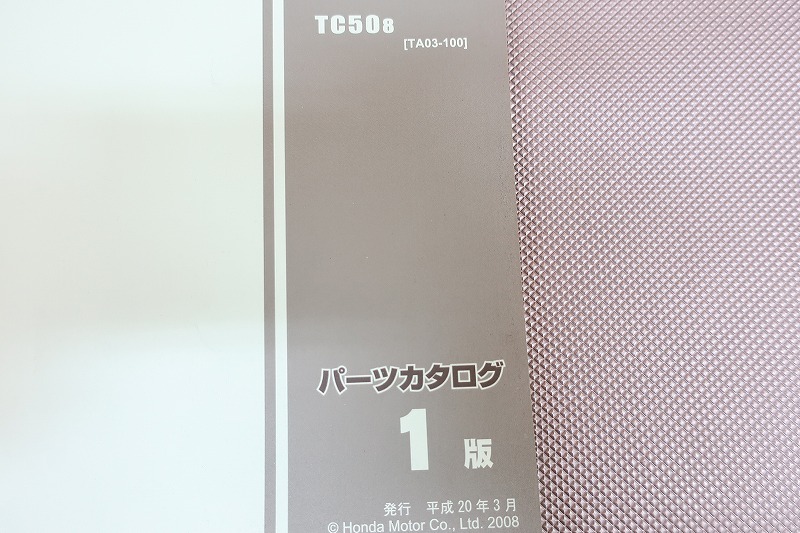 TC508
[TA03-100]
パーツカタログ
1 版
発行 平成 20 年 3 月
© Honda Motor Co., Ltd. 2008